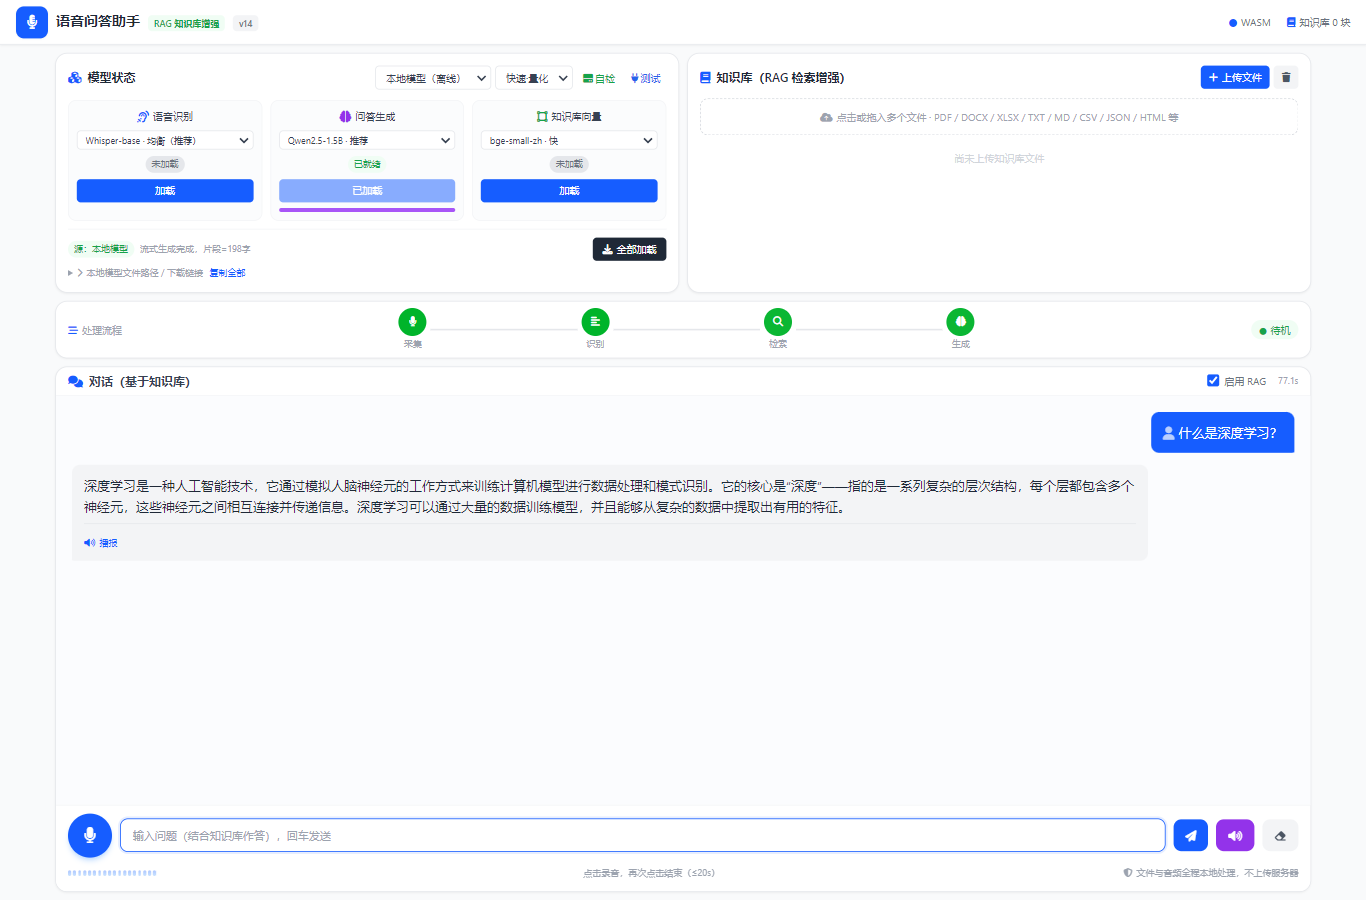 语音问答助手 RAG 知识库增强 v14
WASM 知识库 0 块
模型状态 本地模型（离线） 快速·量化 自检 测试
语音识别
Whisper-base · 均衡（推荐）
未加载
加载
问答生成
Qwen2.5-1.5B · 推荐
已就绪
已加载
知识库向量
bge-small-zh · 快
未加载
加载
源：本地模型 流式生成完成，片段=198字 全部加载
本地模型文件路径 / 下载链接 复制全部
知识库（RAG 检索增强） 上传文件
点击或拖入多个文件 · PDF / DOCX / XLSX / TXT / MD / CSV / JSON / HTML 等
尚未上传知识库文件
处理流程 采集 识别 检索 生成 待机
对话（基于知识库） 启用 RAG 77.1s
什么是深度学习？
深度学习是一种人工智能技术，它通过模拟人脑神经元的工作方式来训练计算机模型进行数据处理和模式识别。它的核心是“深度”——指的是一系列复杂的层次结构，每个层都包含多个
神经元，这些神经元之间相互连接并传递信息。深度学习可以通过大量的数据训练模型，并且能够从复杂的数据中提取出有用的特征。
播报
输入问题（结合知识库作答），回车发送
点击录音，再次点击结束（≤20s） 文件与音频全程本地处理，不上传服务器